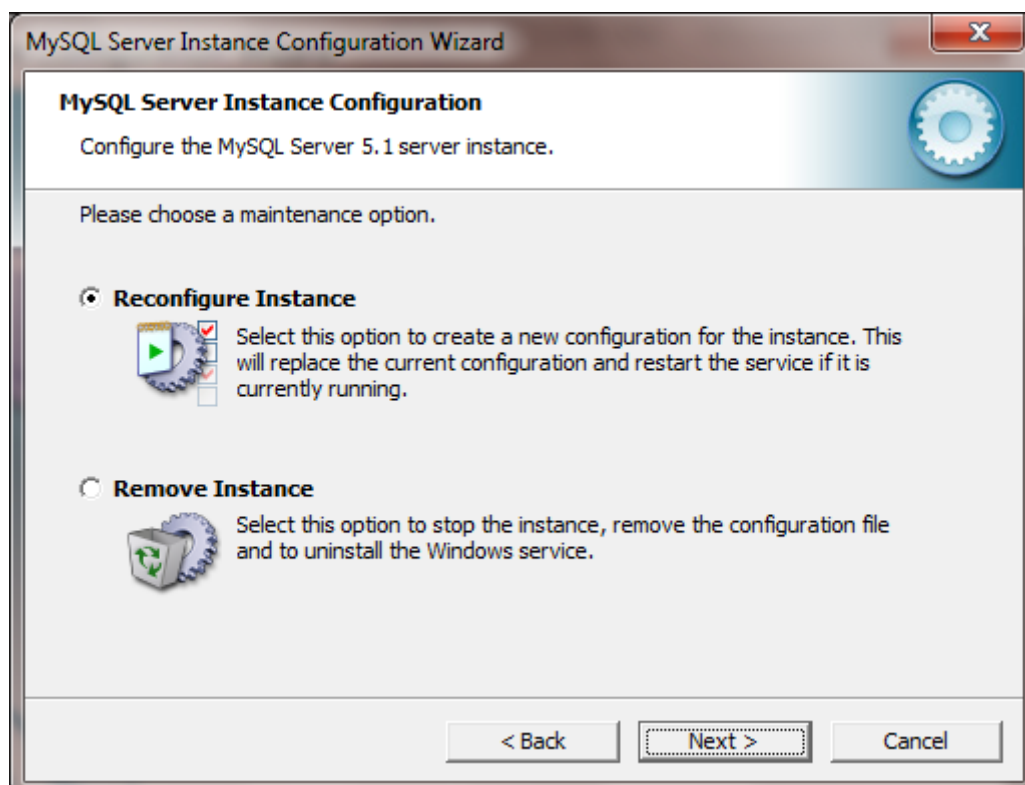 MySQL Server Instance Configuration Wizard
MySQL Server Instance Configuration
Configure the MySQL Server 5.1 server instance.
Please choose a maintenance option.
Reconfigure Instance
Select this option to create a new configuration for the instance. This
will replace the current configuration and restart the service if it is
currently running.
Remove Instance
Select this option to stop the instance, remove the configuration file
and to uninstall the Windows service.
< Back Next > Cancel